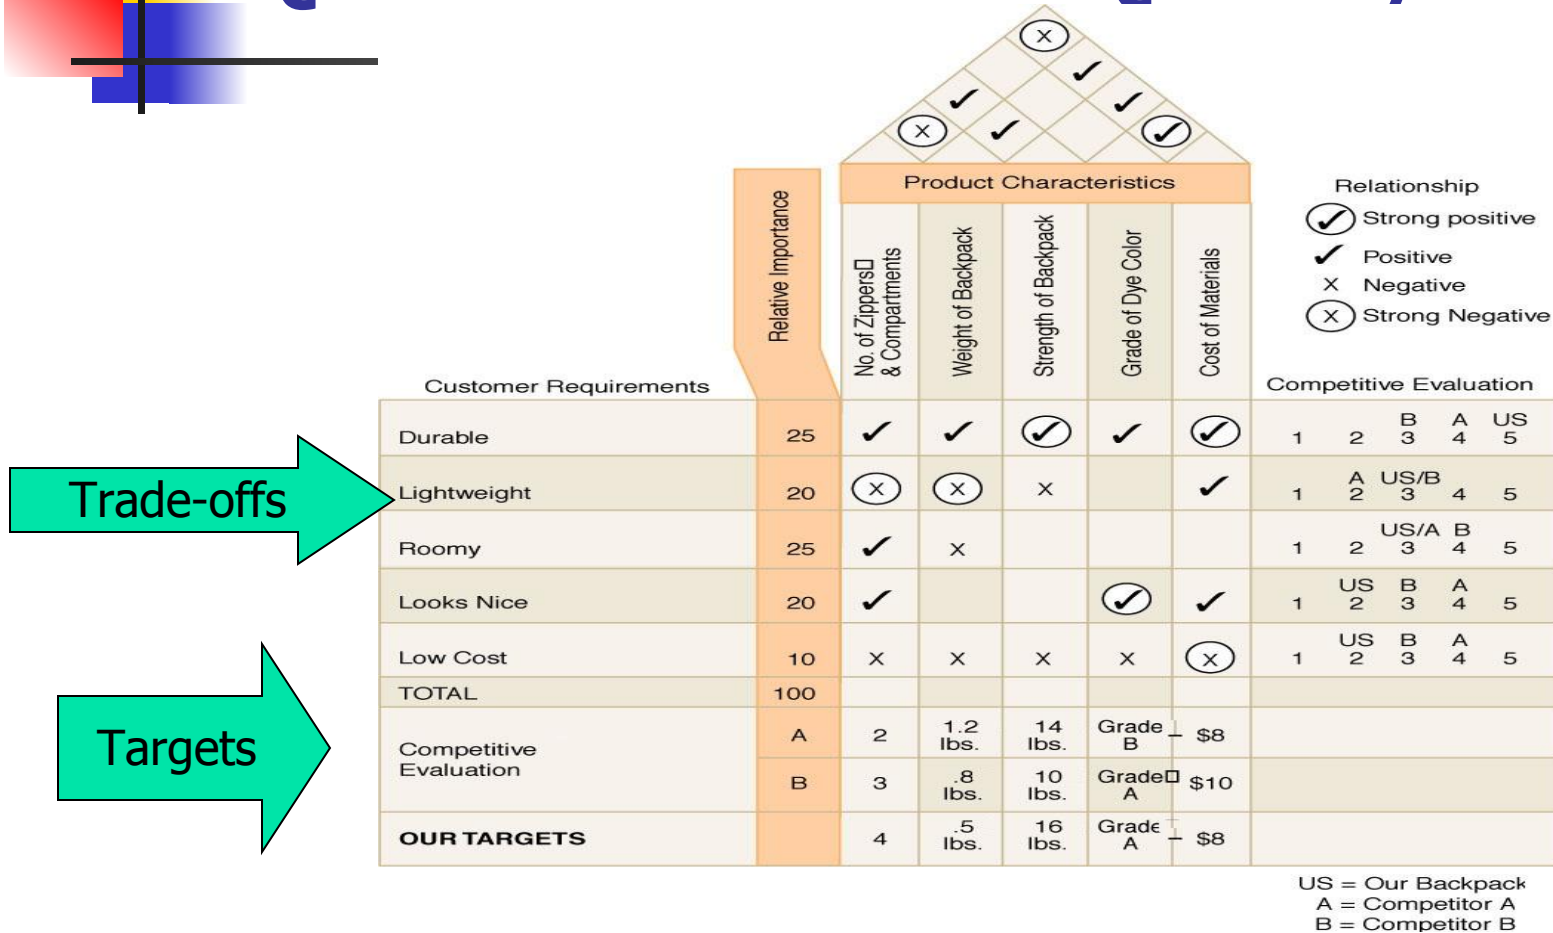 Product Characteristics
Relative Importance
No. of Zippers
& Compartments
Weight of Backpack
Strength of Backpack
Grade of Dye Color
Cost of Materials
Relationship
✓ Strong positive
✓ Positive
x Negative
x Strong Negative
Customer Requirements
Competitive Evaluation
Trade-offs
Durable 25 ✓ ✓ ✓ ✓ ✓ 1 2 B 3 A 4 US 5
Lightweight 20 x x x ✓ 1 A 2 US/B 3 4 5
Roomy 25 ✓ x 1 2 US/A 3 B 4 5
Looks Nice 20 ✓ ✓ ✓ 1 US 2 B 3 A 4 5
Low Cost 10 x x x x x 1 US 2 B 3 A 4 5
TOTAL 100
Targets
Competitive
Evaluation
A 2 1.2 lbs. 14 lbs. Grade B $8
B 3 .8 lbs. 10 lbs. Grade A $10
OUR TARGETS 4 .5 lbs. 16 lbs. Grade A $8
US = Our Backpack
A = Competitor A
B = Competitor B